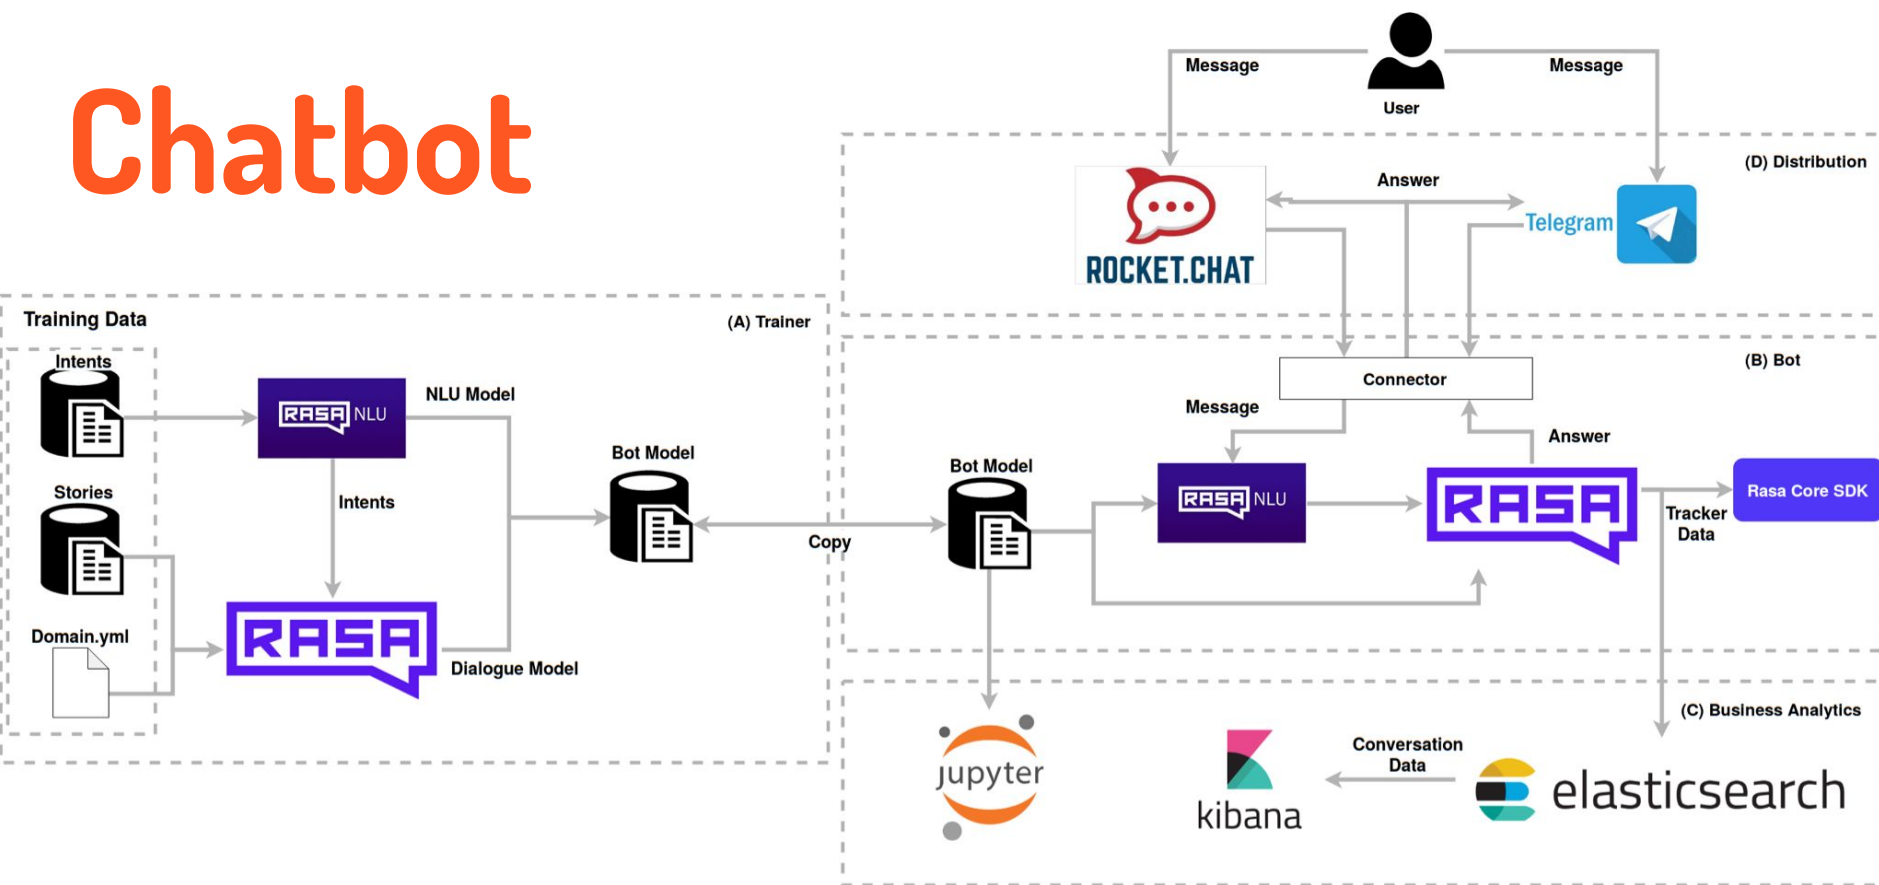 Chatbot
Message
Message
User
(D) Distribution
Answer
ROCKET.CHAT
Telegram
Training Data
(A) Trainer
Intents
RASA NLU
NLU Model
Intents
Stories
Domain.yml
RASA
Dialogue Model
Bot Model
Copy
(B) Bot
Connector
Message
Answer
Bot Model
RASA NLU
RASA
Rasa Core SDK
Tracker
Data
(C) Business Analytics
jupyter
kibana
Conversation
Data
elasticsearch